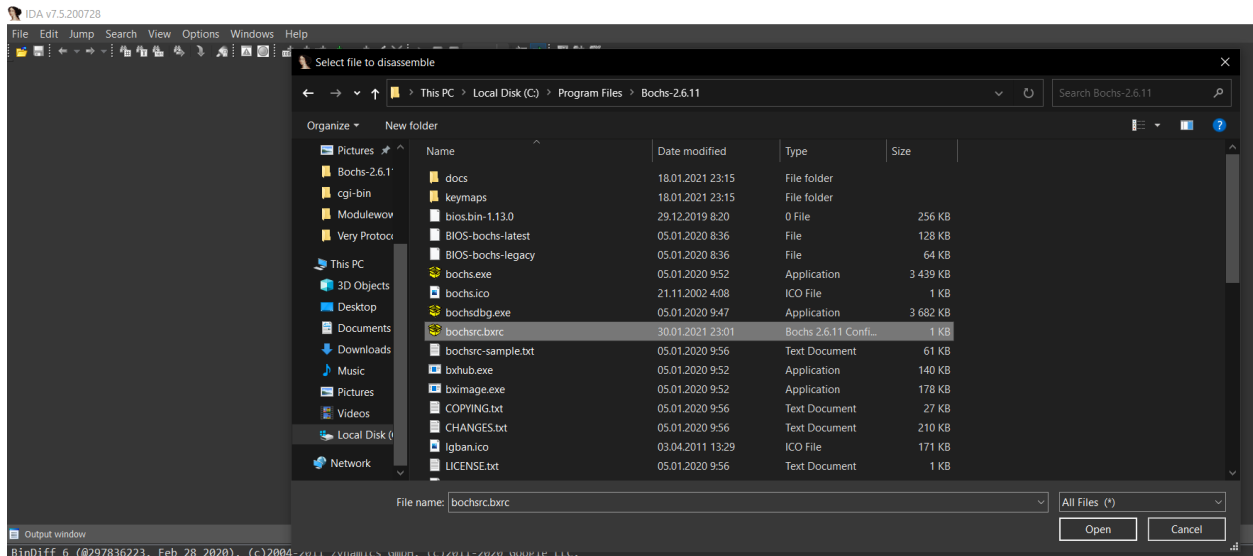 IDA v7.5.200728
File Edit Jump Search View Options Windows Help
Select file to disassemble
This PC > Local Disk (C:) > Program Files > Bochs-2.6.11
Search Bochs-2.6.11
Organize New folder
Name Date modified Type Size
Pictures
Bochs-2.6.1
cgi-bin
Modulewow
Very Protoco
This PC
3D Objects
Desktop
Documents
Downloads
Music
Pictures
Videos
Local Disk (
Network
docs 18.01.2021 23:15 File folder
keymaps 18.01.2021 23:15 File folder
bios.bin-1.13.0 29.12.2019 8:20 0 File 256 KB
BIOS-bochs-latest 05.01.2020 8:36 File 128 KB
BIOS-bochs-legacy 05.01.2020 8:36 File 64 KB
bochs.exe 05.01.2020 9:52 Application 3 439 KB
bochs.ico 21.11.2002 4:08 ICO File 1 KB
bochsdbg.exe 05.01.2020 9:47 Application 3 682 KB
bochsrc.bxrc 30.01.2021 23:01 Bochs 2.6.11 Confi... 1 KB
bochsrc-sample.txt 05.01.2020 9:56 Text Document 61 KB
bxhub.exe 05.01.2020 9:52 Application 140 KB
bximage.exe 05.01.2020 9:52 Application 178 KB
COPYING.txt 05.01.2020 9:56 Text Document 27 KB
CHANGES.txt 05.01.2020 9:56 Text Document 210 KB
lgban.ico 03.04.2011 13:29 ICO File 171 KB
LICENSE.txt 05.01.2020 9:56 Text Document 1 KB
File name: bochsrc.bxrc All Files (*)
Open Cancel
Output window
BinDiff 6 (@297836223, Feb 28 2020), (c)2004-2011 zynamics GmbH, (c)2011-2020 Google LLC.